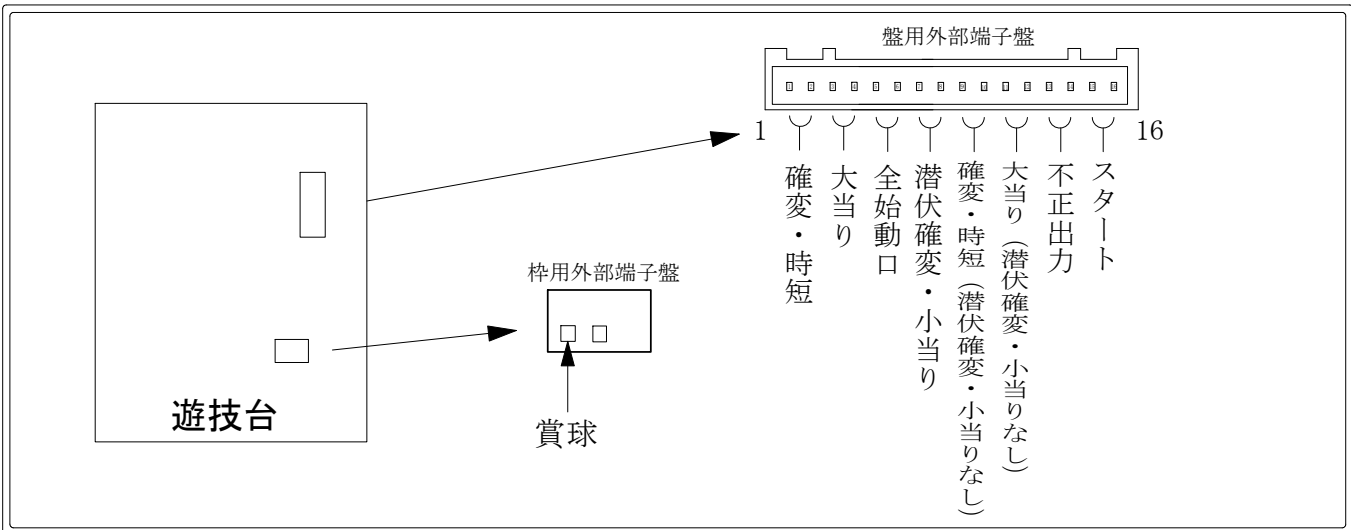 盤用外部端子盤
1
16
確変・時短
大当り
全始動口
潜伏確変・小当り
確変・時短（潜伏確変・小当りなし）
大当り（潜伏確変・小当りなし）
不正出力
スタート
枠用外部端子盤
賞球
遊技台